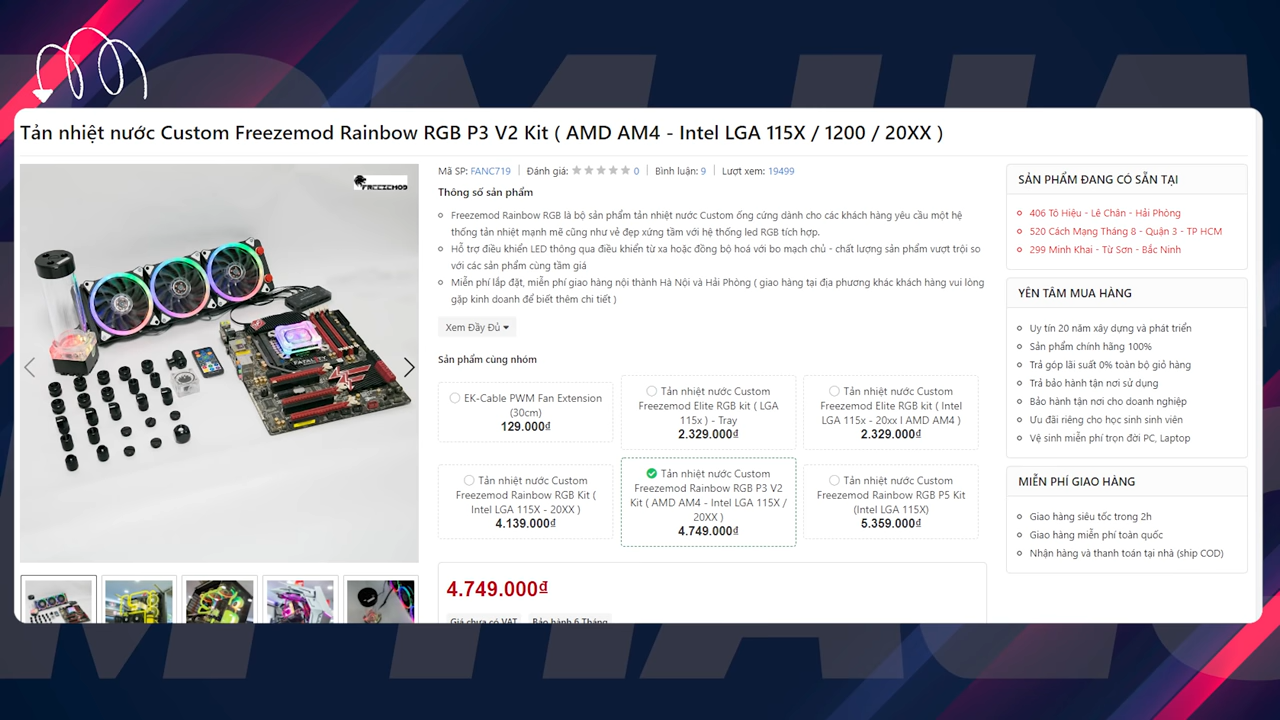 Tản nhiệt nước Custom Freezemod Rainbow RGB P3 V2 Kit ( AMD AM4 - Intel LGA 115X / 1200 / 20XX )
FREEZEMOD
Mã SP: FANC719 | Đánh giá: 0 | Bình luận: 9 | Lượt xem: 19499
Thông số sản phẩm
Freezemod Rainbow RGB là bộ sản phẩm tản nhiệt nước Custom ống cứng dành cho các khách hàng yêu cầu một hệ
thống tản nhiệt mạnh mẽ cũng như vẻ đẹp xứng tầm với hệ thống led RGB tích hợp.
Hỗ trợ điều khiển LED thông qua điều khiển từ xa hoặc đồng bộ hoá với bo mạch chủ - chất lượng sản phẩm vượt trội so
với các sản phẩm cùng tầm giá
Miễn phí lắp đặt, miễn phí giao hàng nội thành Hà Nội và Hải Phòng ( giao hàng tại địa phương khác khách hàng vui lòng
gặp kinh doanh để biết thêm chi tiết )
Xem Đầy Đủ
Sản phẩm cùng nhóm
EK-Cable PWM Fan Extension
(30cm)
129.000₫
Tản nhiệt nước Custom
Freezemod Elite RGB kit ( LGA
115x ) - Tray
2.329.000₫
Tản nhiệt nước Custom
Freezemod Elite RGB kit ( Intel
LGA 115x - 20xx I AMD AM4 )
2.329.000₫
Tản nhiệt nước Custom
Freezemod Rainbow RGB Kit (
Intel LGA 115X - 20XX )
4.139.000₫
Tản nhiệt nước Custom
Freezemod Rainbow RGB P3 V2
Kit ( AMD AM4 - Intel LGA 115X /
20XX )
4.749.000₫
Tản nhiệt nước Custom
Freezemod Rainbow RGB P5 Kit
(Intel LGA 115X)
5.359.000₫
4.749.000₫
Giá chưa có VAT Bảo hành 6 Tháng
SẢN PHẨM ĐANG CÓ SẴN TẠI
406 Tô Hiệu - Lê Chân - Hải Phòng
520 Cách Mạng Tháng 8 - Quận 3 - TP HCM
299 Minh Khai - Từ Sơn - Bắc Ninh
YÊN TÂM MUA HÀNG
Uy tín 20 năm xây dựng và phát triển
Sản phẩm chính hãng 100%
Trả góp lãi suất 0% toàn bộ giỏ hàng
Trả bảo hành tận nơi sử dụng
Bảo hành tận nơi cho doanh nghiệp
Ưu đãi riêng cho học sinh sinh viên
Vệ sinh miễn phí trọn đời PC, Laptop
MIỄN PHÍ GIAO HÀNG
Giao hàng siêu tốc trong 2h
Giao hàng miễn phí toàn quốc
Nhận hàng và thanh toán tại nhà (ship COD)